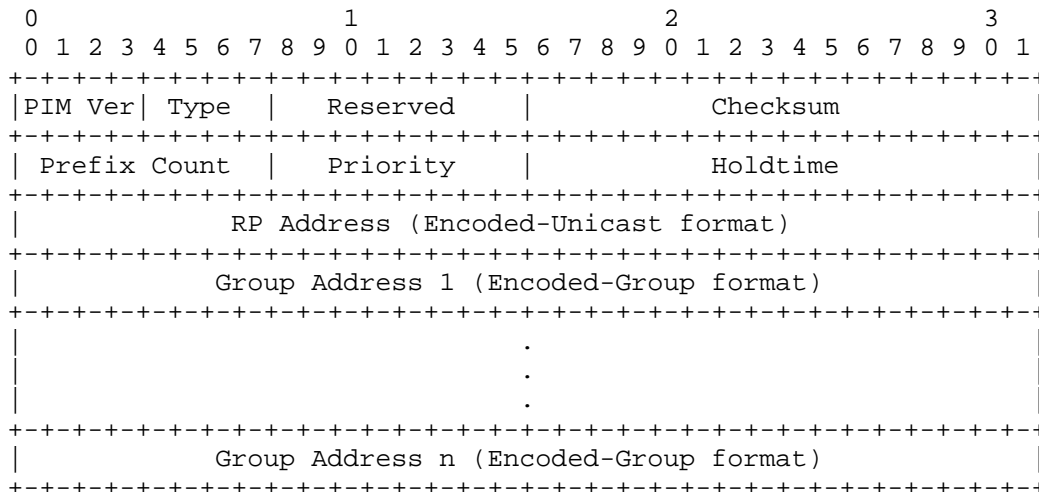 0                   1                   2                   3
 0 1 2 3 4 5 6 7 8 9 0 1 2 3 4 5 6 7 8 9 0 1 2 3 4 5 6 7 8 9 0 1
+-+-+-+-+-+-+-+-+-+-+-+-+-+-+-+-+-+-+-+-+-+-+-+-+-+-+-+-+-+-+-+-+
|PIM Ver| Type  |   Reserved    |           Checksum            |
+-+-+-+-+-+-+-+-+-+-+-+-+-+-+-+-+-+-+-+-+-+-+-+-+-+-+-+-+-+-+-+-+
| Prefix Count  |   Priority    |           Holdtime            |
+-+-+-+-+-+-+-+-+-+-+-+-+-+-+-+-+-+-+-+-+-+-+-+-+-+-+-+-+-+-+-+-+
|             RP Address (Encoded-Unicast format)               |
+-+-+-+-+-+-+-+-+-+-+-+-+-+-+-+-+-+-+-+-+-+-+-+-+-+-+-+-+-+-+-+-+
|            Group Address 1 (Encoded-Group format)             |
+-+-+-+-+-+-+-+-+-+-+-+-+-+-+-+-+-+-+-+-+-+-+-+-+-+-+-+-+-+-+-+-+
|                               .                               |
|                               .                               |
|                               .                               |
+-+-+-+-+-+-+-+-+-+-+-+-+-+-+-+-+-+-+-+-+-+-+-+-+-+-+-+-+-+-+-+-+
|            Group Address n (Encoded-Group format)             |
+-+-+-+-+-+-+-+-+-+-+-+-+-+-+-+-+-+-+-+-+-+-+-+-+-+-+-+-+-+-+-+-+